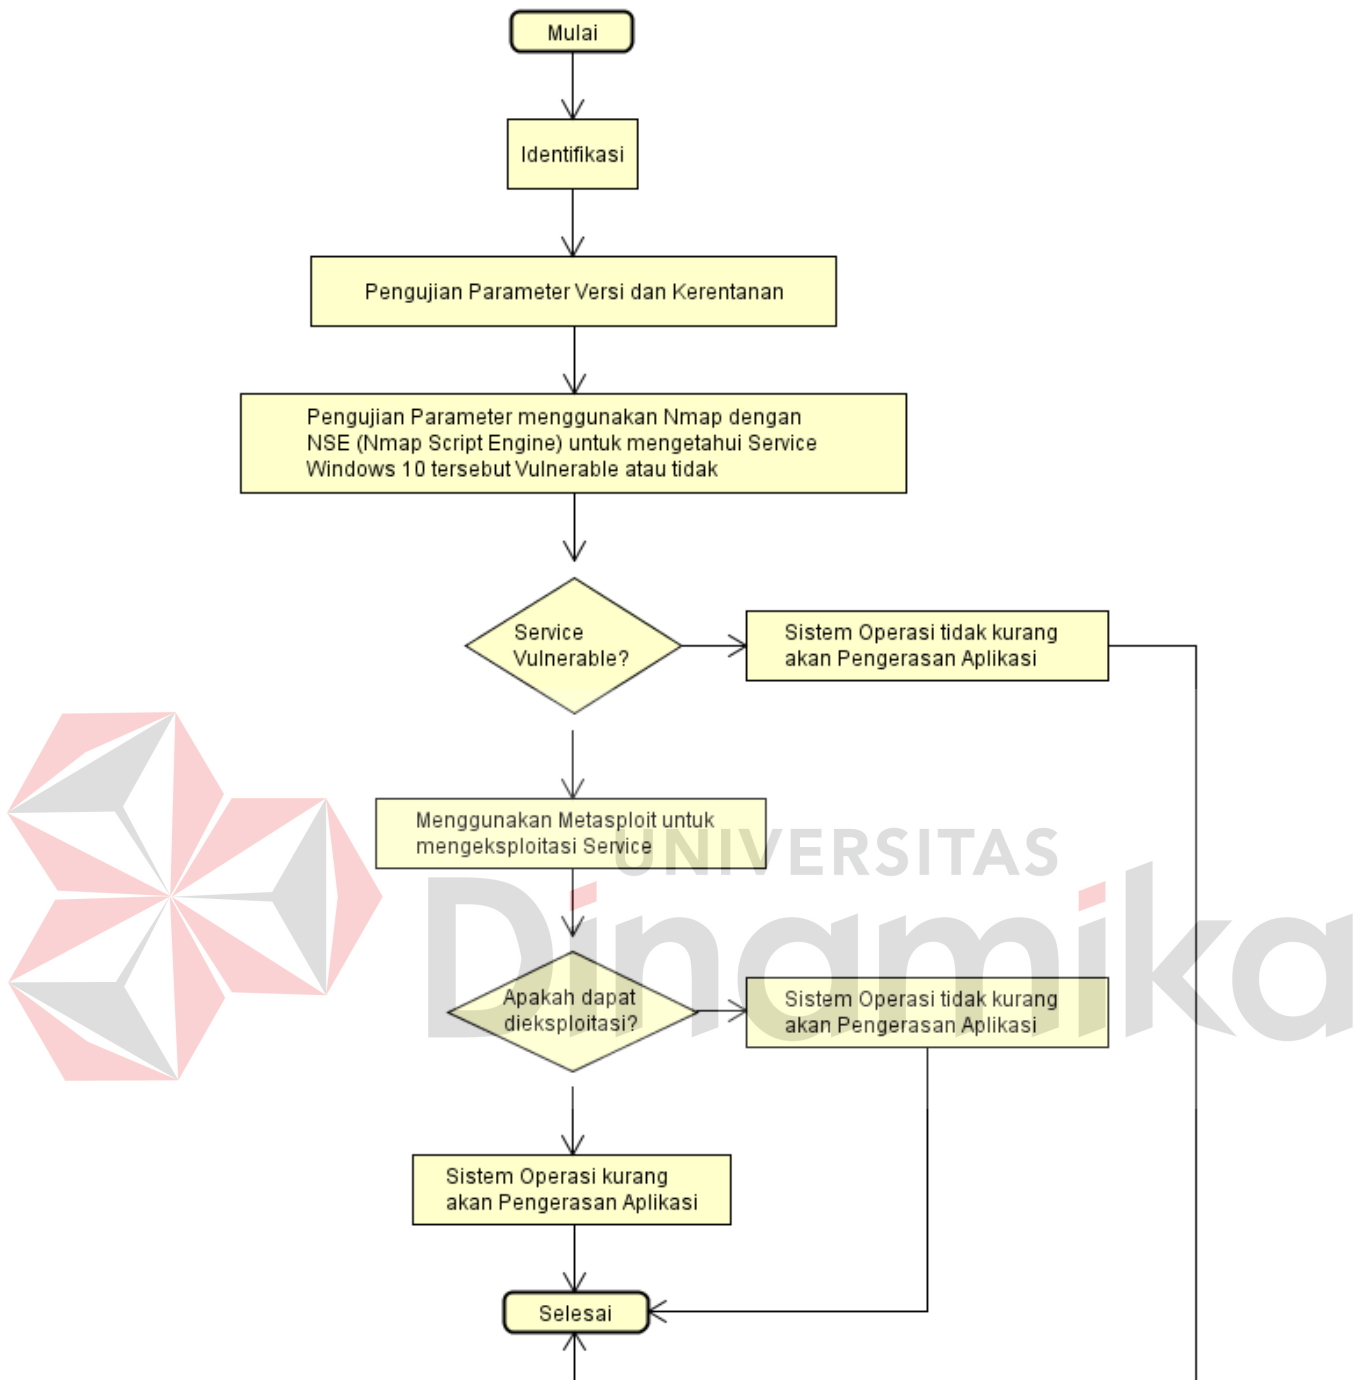 Mulai
Identifikasi
Pengujian Parameter Versi dan Kerentanan
Pengujian Parameter menggunakan Nmap dengan
NSE (Nmap Script Engine) untuk mengetahui Service
Windows 10 tersebut Vulnerable atau tidak
Service
Vulnerable?
Sistem Operasi tidak kurang
akan Pengerasan Aplikasi
Menggunakan Metasploit untuk
mengeksploitasi Service
UNIVERSITAS
Dinamika
Apakah dapat
dieksploitasi?
Sistem Operasi tidak kurang
akan Pengerasan Aplikasi
Sistem Operasi kurang
akan Pengerasan Aplikasi
Selesai